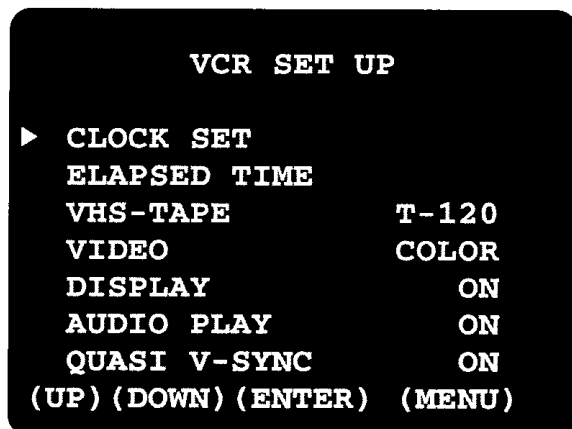 VCR SET UP
▶ CLOCK SET
ELAPSED TIME
VHS-TAPE T-120
VIDEO COLOR
DISPLAY ON
AUDIO PLAY ON
QUASI V-SYNC ON
(UP)(DOWN)(ENTER) (MENU)